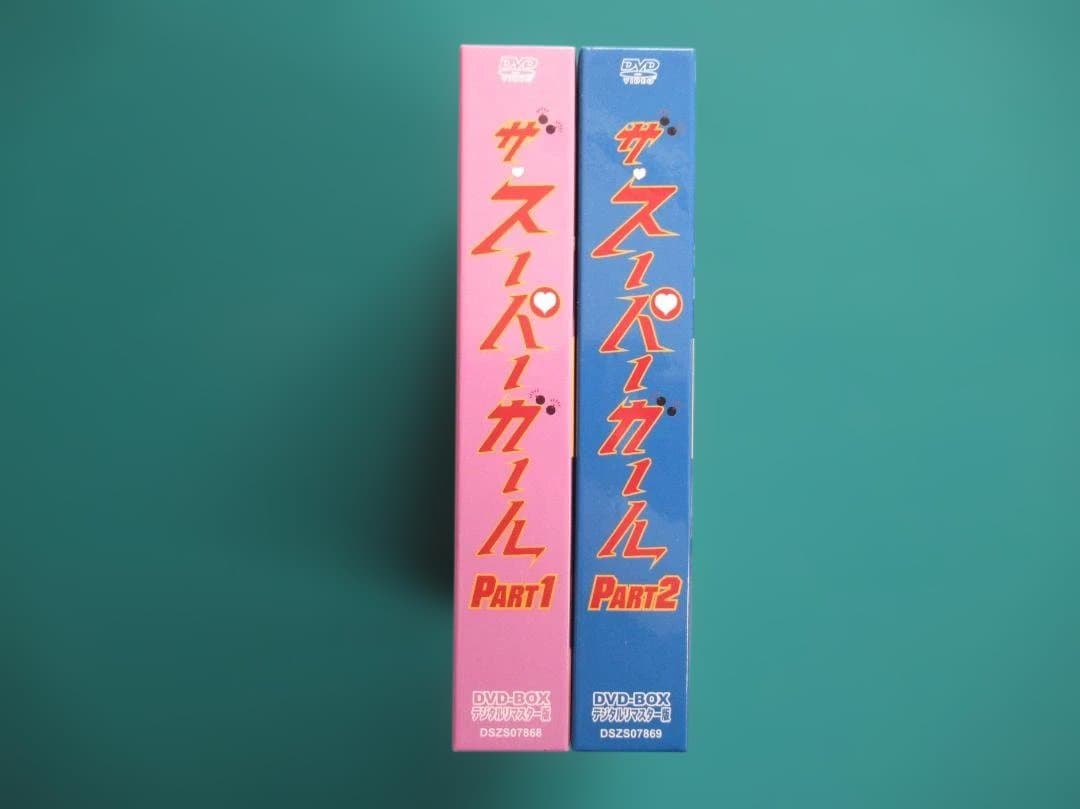 DVD
VIDEO
ザ・スーパーガール
PART1
DVD-BOX
デジタルリマスター版
DSZS07868
DVD
VIDEO
ザ・スーパーガール
PART2
DVD-BOX
デジタルリマスター版
DSZS07869